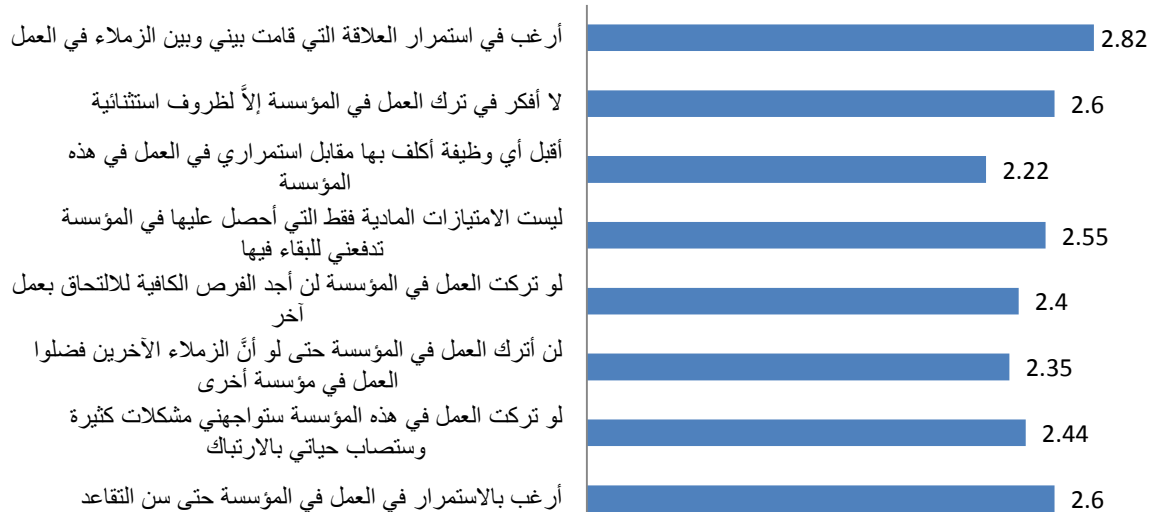 أرغب في استمرار العلاقة التي قامت بيني وبين الزملاء في العمل
2.82
لا أفكر في ترك العمل في المؤسسة إلاَّ لظروف استثنائية
2.6
أقبل أي وظيفة أكلف بها مقابل استمراري في العمل في هذه
المؤسسة
2.22
ليست الامتيازات المادية فقط التي أحصل عليها في المؤسسة
تدفعني للبقاء فيها
2.55
لو تركت العمل في المؤسسة لن أجد الفرص الكافية للالتحاق بعمل
آخر
2.4
لن أترك العمل في المؤسسة حتى لو أنَّ الزملاء الآخرين فضلوا
العمل في مؤسسة أخرى
2.35
لو تركت العمل في هذه المؤسسة ستواجهني مشكلات كثيرة
وستصاب حياتي بالارتباك
2.44
أرغب بالاستمرار في العمل في المؤسسة حتى سن التقاعد
2.6